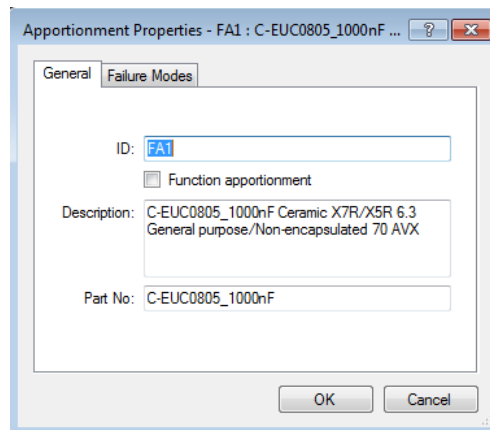 Apportionment Properties - FA1 : C-EUC0805_1000nF ...
General Failure Modes
ID: FA1
Function apportionment
Description: C-EUC0805_1000nF Ceramic X7R/X5R 6.3
General purpose/Non-encapsulated 70 AVX
Part No: C-EUC0805_1000nF
OK Cancel